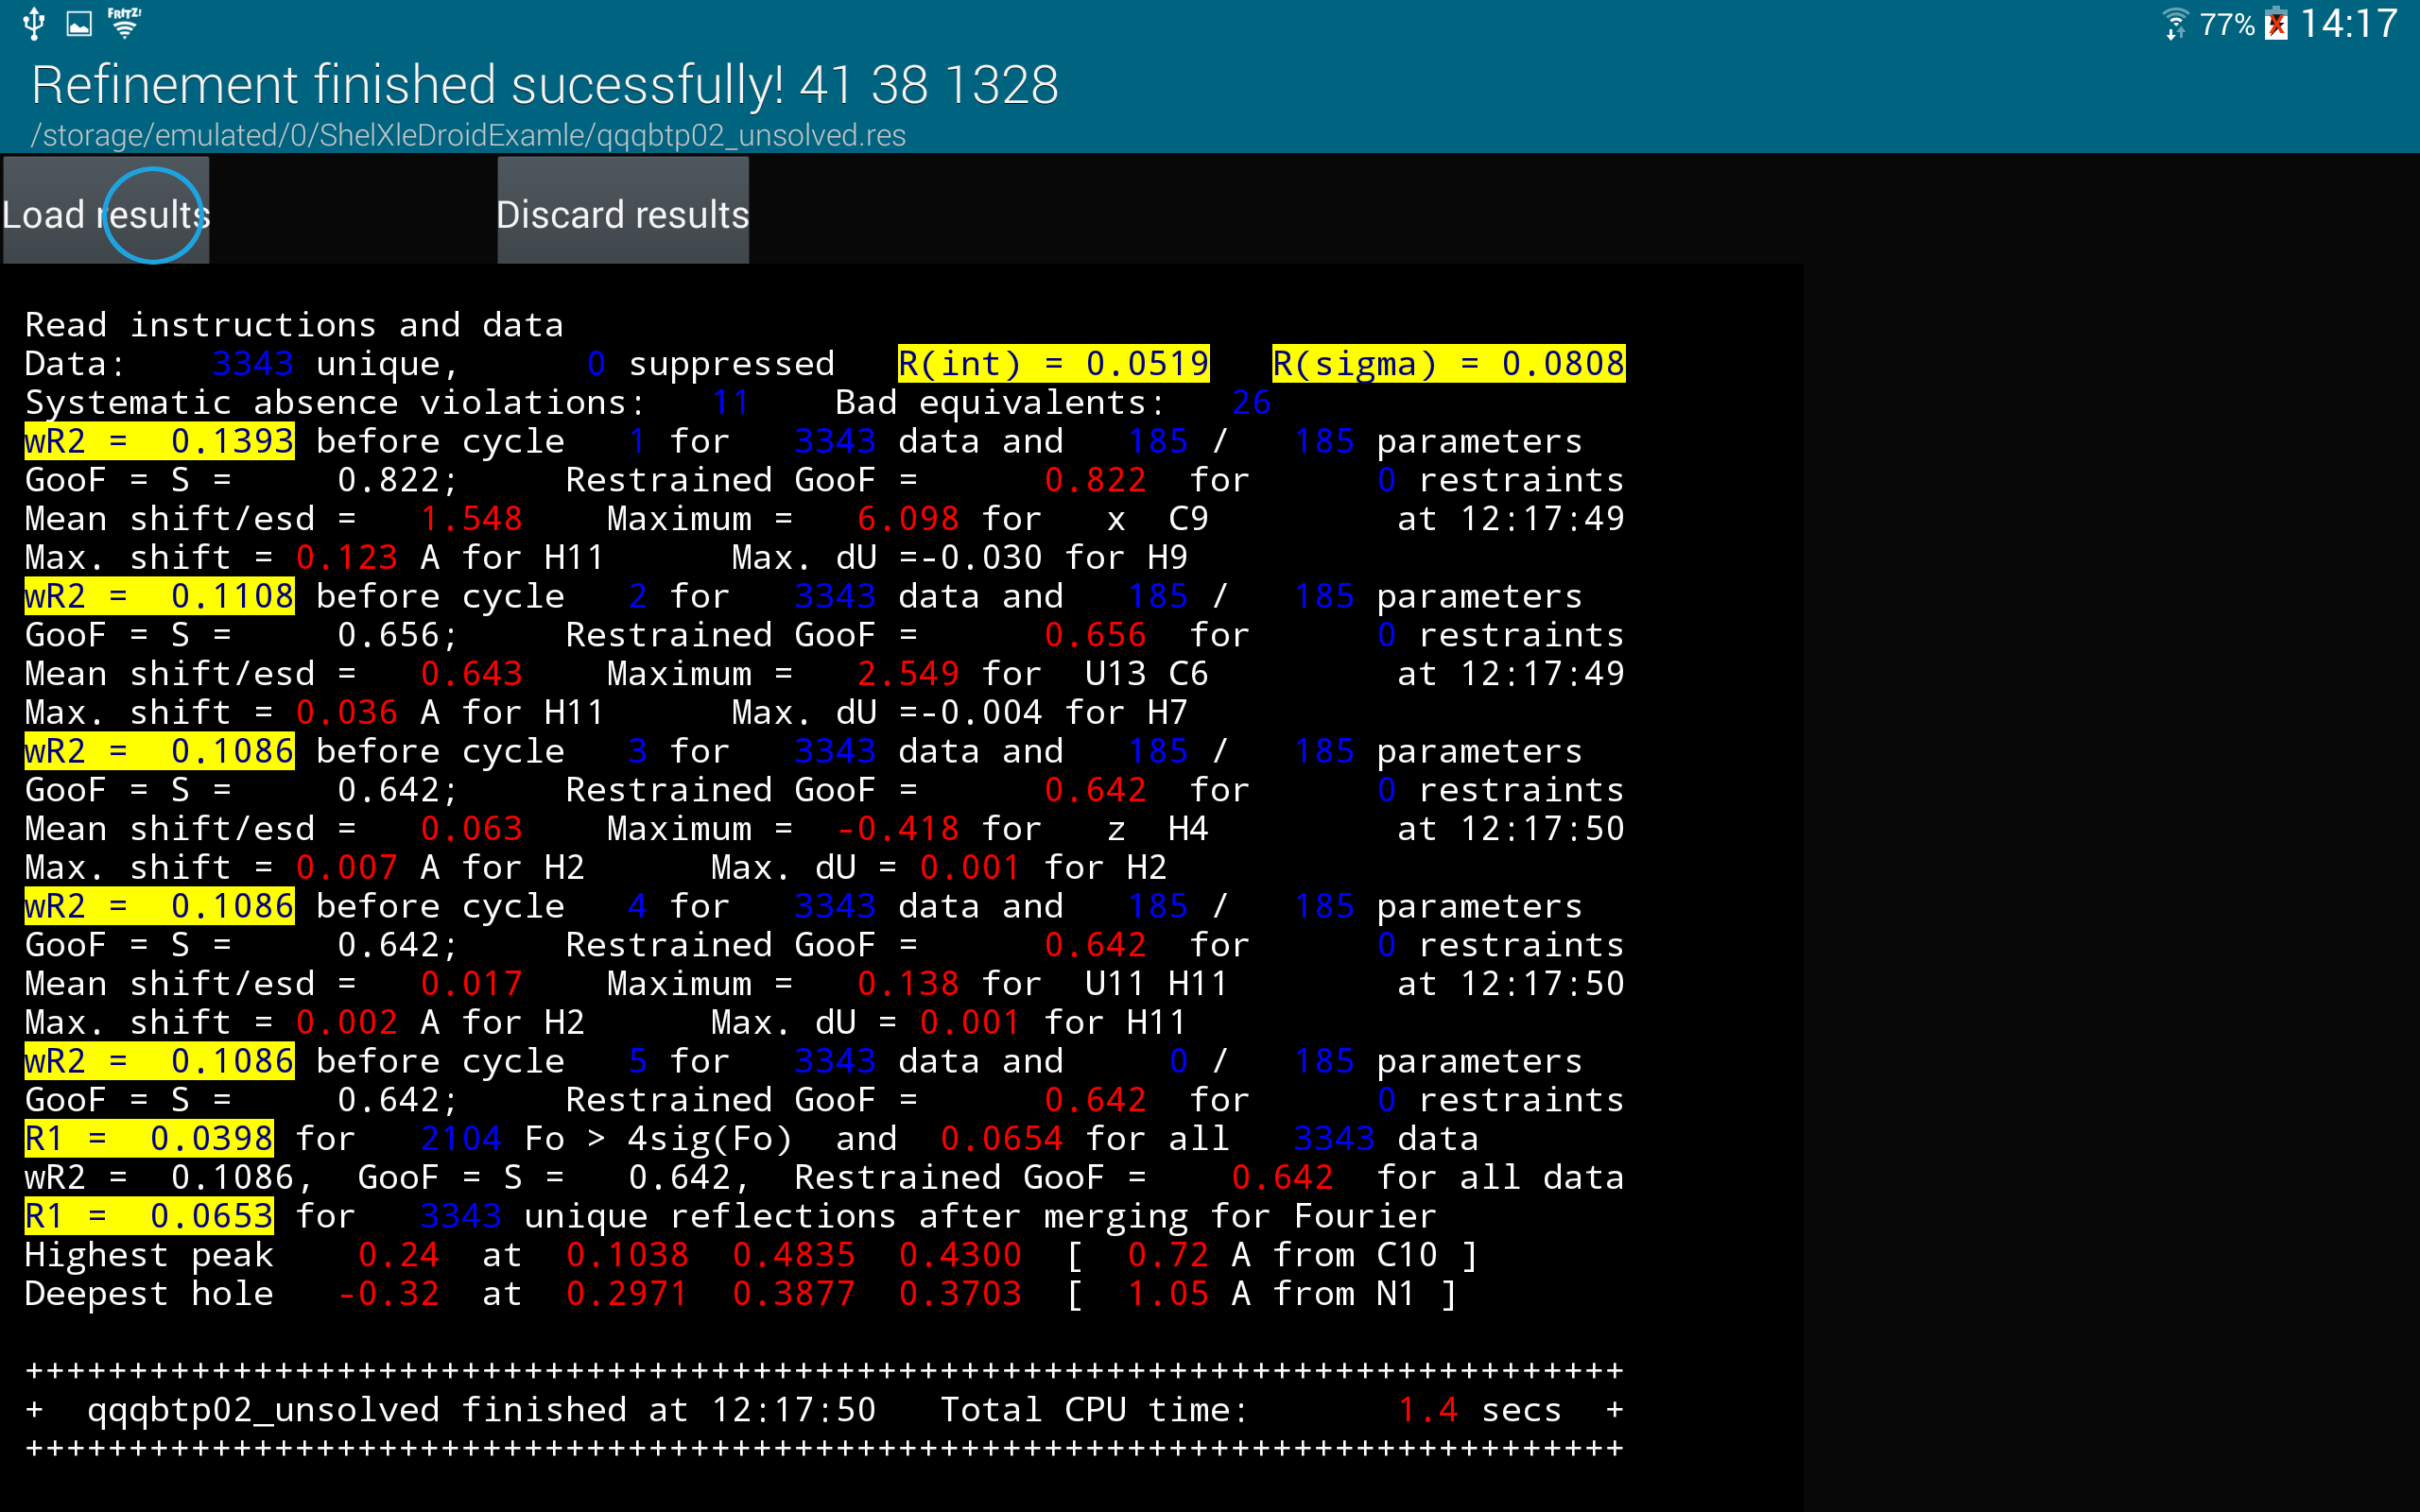 FRITZ! 77% 14:17
Refinement finished sucessfully! 41 38 1328
/storage/emulated/0/ShelXleDroidExamle/qqqbtp02_unsolved.res
Load results Discard results
Read instructions and data
Data: 3343 unique, 0 suppressed R(int) = 0.0519 R(sigma) = 0.0808
Systematic absence violations: 11 Bad equivalents: 26
wR2 = 0.1393 before cycle 1 for 3343 data and 185 / 185 parameters
GooF = S = 0.822; Restrained GooF = 0.822 for 0 restraints
Mean shift/esd = 1.548 Maximum = 6.098 for x C9 at 12:17:49
Max. shift = 0.123 A for H11 Max. dU =-0.030 for H9
wR2 = 0.1108 before cycle 2 for 3343 data and 185 / 185 parameters
GooF = S = 0.656; Restrained GooF = 0.656 for 0 restraints
Mean shift/esd = 0.643 Maximum = 2.549 for U13 C6 at 12:17:49
Max. shift = 0.036 A for H11 Max. dU =-0.004 for H7
wR2 = 0.1086 before cycle 3 for 3343 data and 185 / 185 parameters
GooF = S = 0.642; Restrained GooF = 0.642 for 0 restraints
Mean shift/esd = 0.063 Maximum = -0.418 for z H4 at 12:17:50
Max. shift = 0.007 A for H2 Max. dU = 0.001 for H2
wR2 = 0.1086 before cycle 4 for 3343 data and 185 / 185 parameters
GooF = S = 0.642; Restrained GooF = 0.642 for 0 restraints
Mean shift/esd = 0.017 Maximum = 0.138 for U11 H11 at 12:17:50
Max. shift = 0.002 A for H2 Max. dU = 0.001 for H11
wR2 = 0.1086 before cycle 5 for 3343 data and 0 / 185 parameters
GooF = S = 0.642; Restrained GooF = 0.642 for 0 restraints
R1 = 0.0398 for 2104 Fo > 4sig(Fo) and 0.0654 for all 3343 data
wR2 = 0.1086, GooF = S = 0.642, Restrained GooF = 0.642 for all data
R1 = 0.0653 for 3343 unique reflections after merging for Fourier
Highest peak 0.24 at 0.1038 0.4835 0.4300 [ 0.72 A from C10 ]
Deepest hole -0.32 at 0.2971 0.3877 0.3703 [ 1.05 A from N1 ]
+++++++++++++++++++++++++++++++++++++++++++++++++++++++++++++++++++++++++++++
+ qqqbtp02_unsolved finished at 12:17:50 Total CPU time: 1.4 secs +
+++++++++++++++++++++++++++++++++++++++++++++++++++++++++++++++++++++++++++++